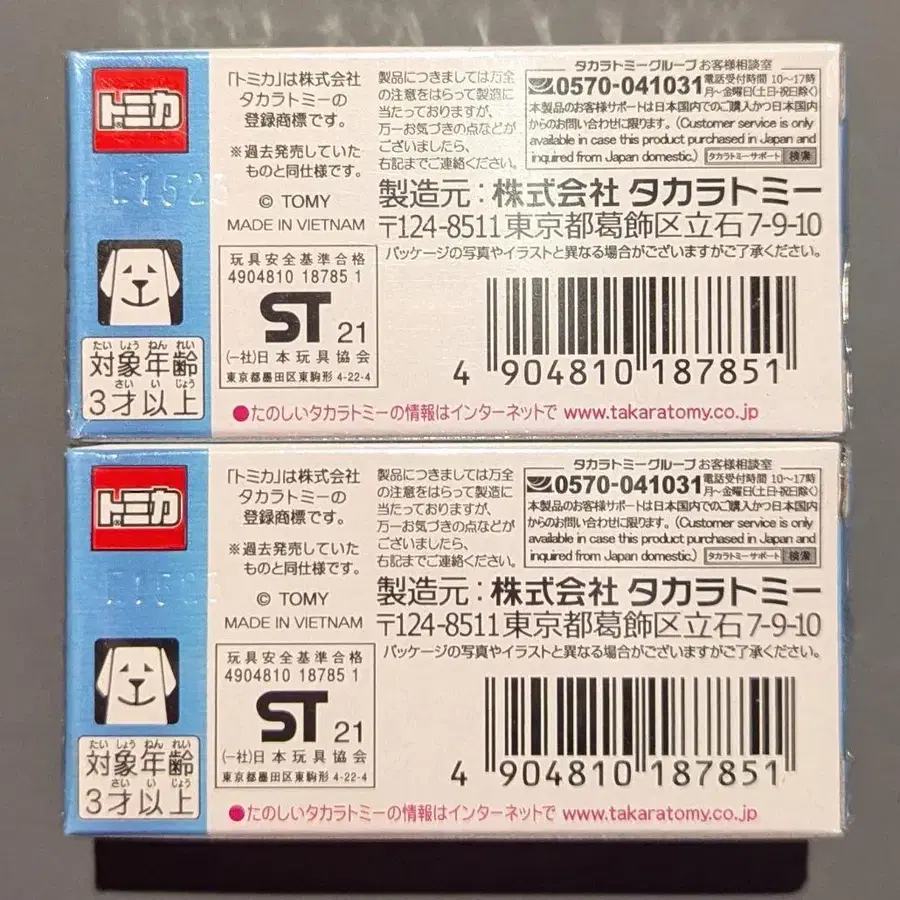 トミカ®
「トミカ」は株式会社
タカラトミーの
登録商標です。
※過去発売していた
ものと同仕様です。
© TOMY
MADE IN VIETNAM
製品につきましては万全
の注意をはらって製造に
当たっておりますが、
万一お気づきの点などが
ございましたら、
右記までご連絡ください。
タカラトミーグループお客様相談室
0570-041031 電話受付時間 10〜17時
月〜金曜日(土日・祝日除く)
本製品のお客様サポートは日本国内でのご購入かつ日本国内
からのお問い合わせに限ります。(Customer service is only
available in case this product purchased in Japan and
inquired from Japan domestic.) タカラトミーサポート 検索
製造元:株式会社 タカラトミー
〒124-8511 東京都葛飾区立石 7-9-10
パッケージの写真やイラストと異なる場合がございますがご了承ください。
玩具安全基準合格
4904810 18785 1
ST 21
(一社)日本玩具協会
東京都墨田区東駒形 4-22-4
たい しょう ねん れい
対象年齢
さい い じょう
3才以上
4 904810 187851
●たのしいタカラトミーの情報はインターネットで www.takaratomy.co.jp
トミカ®
「トミカ」は株式会社
タカラトミーの
登録商標です。
※過去発売していた
ものと同仕様です。
© TOMY
MADE IN VIETNAM
製品につきましては万全
の注意をはらって製造に
当たっておりますが、
万一お気づきの点などが
ございましたら、
右記までご連絡ください。
タカラトミーグループお客様相談室
0570-041031 電話受付時間 10〜17時
月〜金曜日(土日・祝日除く)
本製品のお客様サポートは日本国内でのご購入かつ日本国内
からのお問い合わせに限ります。(Customer service is only
available in case this product purchased in Japan and
inquired from Japan domestic.) タカラトミーサポート 検索
製造元:株式会社 タカラトミー
〒124-8511 東京都葛飾区立石 7-9-10
パッケージの写真やイラストと異なる場合がございますがご了承ください。
玩具安全基準合格
4904810 18785 1
ST 21
(一社)日本玩具協会
東京都墨田区東駒形 4-22-4
たい しょう ねん れい
対象年齢
さい い じょう
3才以上
4 904810 187851
●たのしいタカラトミーの情報はインターネットで www.takaratomy.co.jp